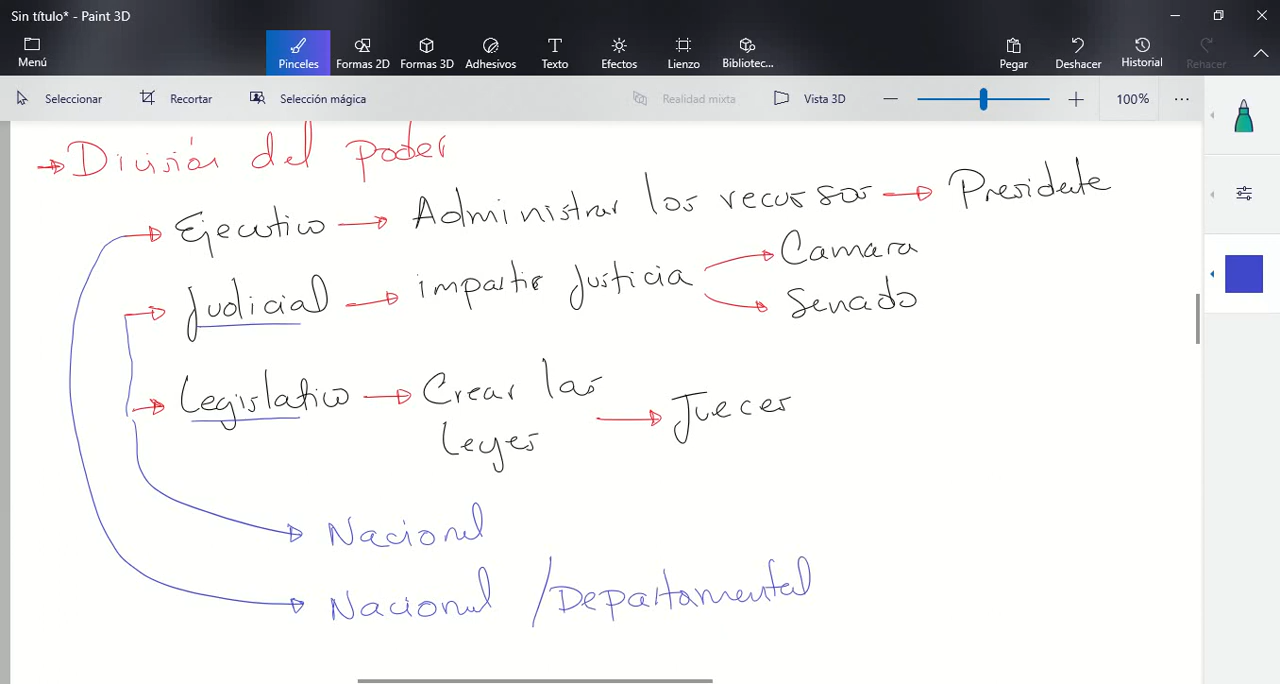 Sin título* - Paint 3D
Menú
Pinceles Formas 2D Formas 3D Adhesivos Texto Efectos Lienzo Bibliotec... Pegar Deshacer Historial Rehacer
Seleccionar Recortar Selección mágica Realidad mixta Vista 3D 100%
División del poder
Ejecutivo Administrar los recursos Presidente
Judicial impartir Justicia Camara
Senado
Legislativo Crear las
leyes Jueces
Nacional
Nacional / Departamental